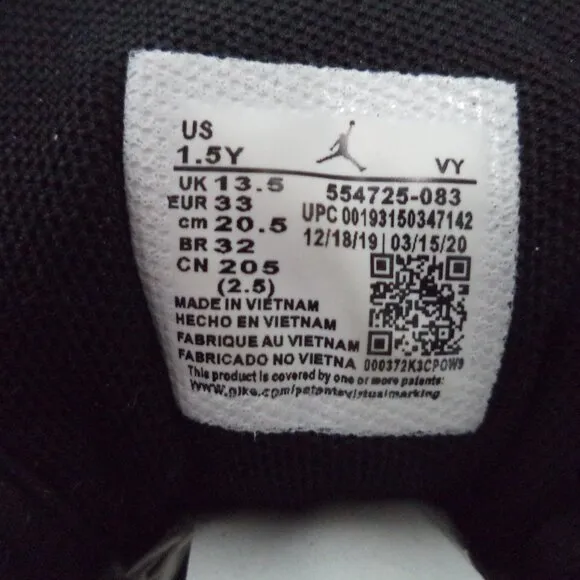 US
1.5Y VY
UK 13.5 554725-083
EUR 33 UPC 00193150347142
cm 20.5 12/18/19 | 03/15/20
BR 32
CN 205
(2.5)
MADE IN VIETNAM
HECHO EN VIETNAM
FABRIQUE AU VIETNAM
FABRICADO NO VIETNA 000372K3CPOW9
This product is covered by one or more patents:
www.nike.com/patentsvirtualmarking